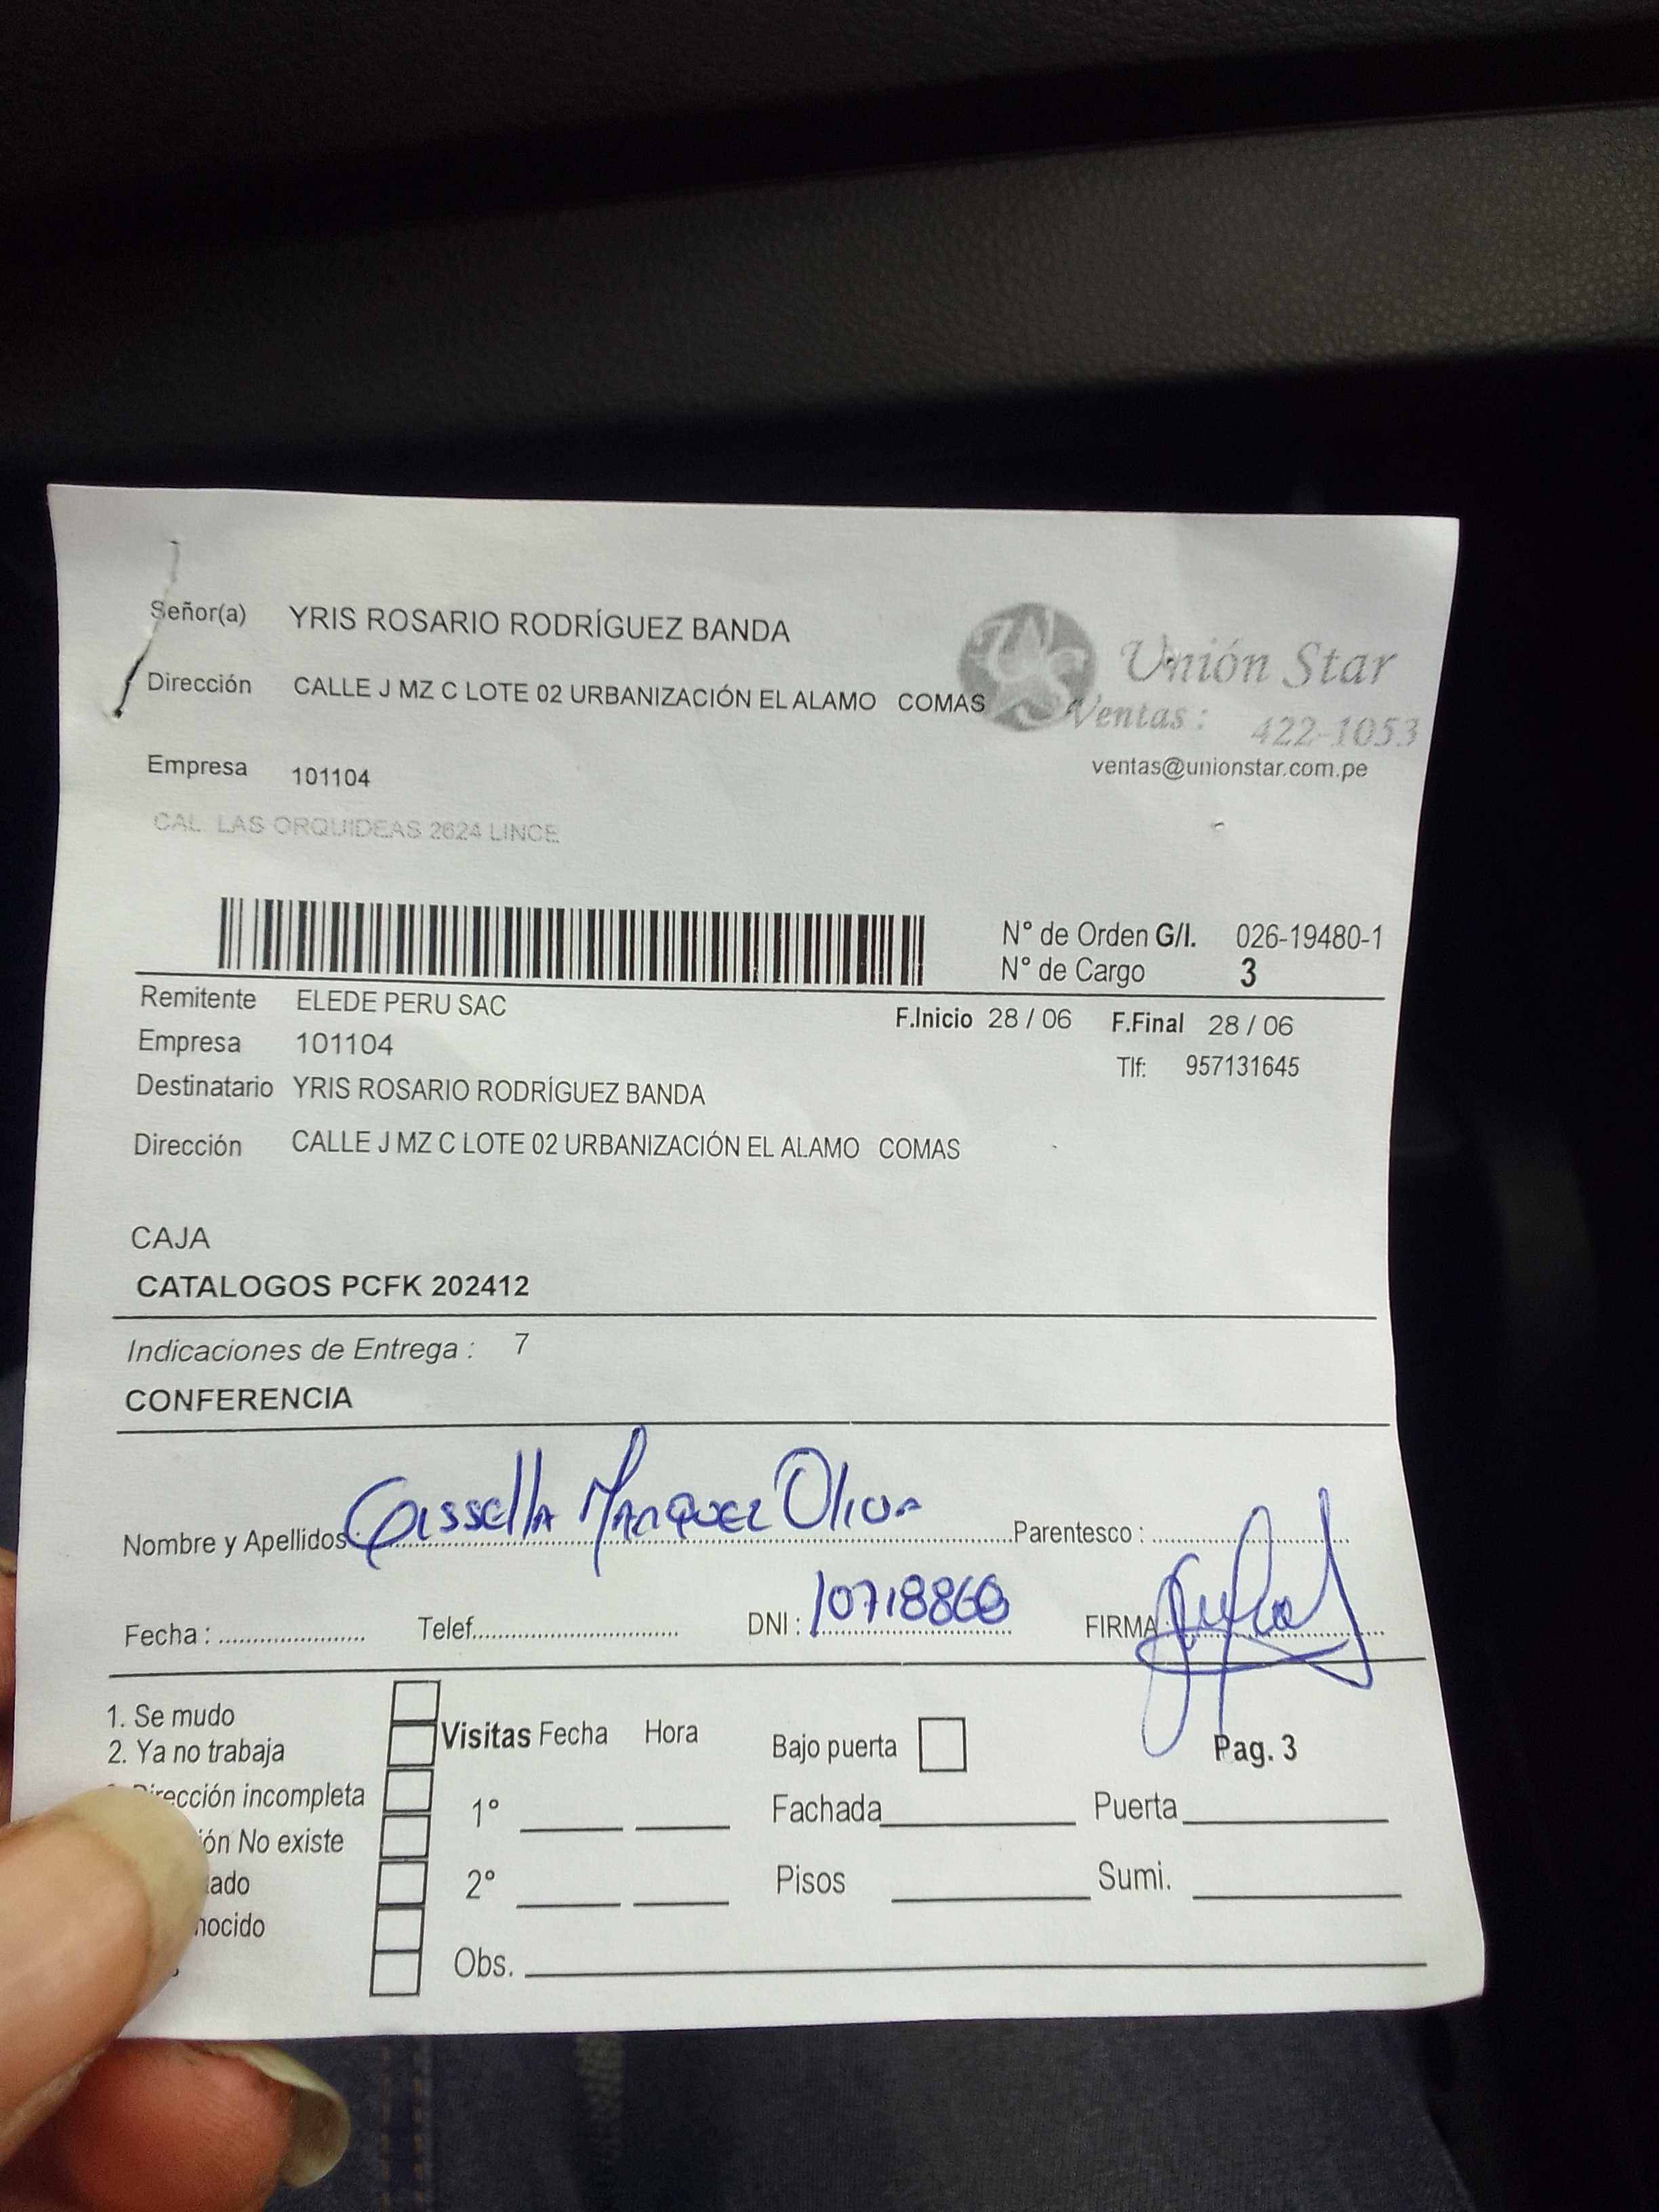 Señor(a) YRIS ROSARIO RODRÍGUEZ BANDA
Unión Star
Dirección CALLE J MZ C LOTE 02 URBANIZACIÓN EL ALAMO COMAS
Ventas : 422-1053
Empresa 101104
ventas@unionstar.com.pe
CAL. LAS ORQUIDEAS 2624 LINCE
N° de Orden G/I. 026-19480-1
N° de Cargo 3
Remitente ELEDE PERU SAC
F.Inicio 28 / 06 F.Final 28 / 06
Empresa 101104
Tlf: 957131645
Destinatario YRIS ROSARIO RODRÍGUEZ BANDA
Dirección CALLE J MZ C LOTE 02 URBANIZACIÓN EL ALAMO COMAS
CAJA
CATALOGOS PCFK 202412
Indicaciones de Entrega : 7
CONFERENCIA
Nombre y Apellidos: Gissella Marquez Oliva Parentesco :
Fecha : Telef. DNI : 10718860 FIRMA
1. Se mudo
2. Ya no trabaja
Visitas Fecha Hora
Bajo puerta
Pag. 3
Dirección incompleta
1°
Fachada Puerta
ión No existe
2°
Pisos Sumi.
ado
nocido
Obs.